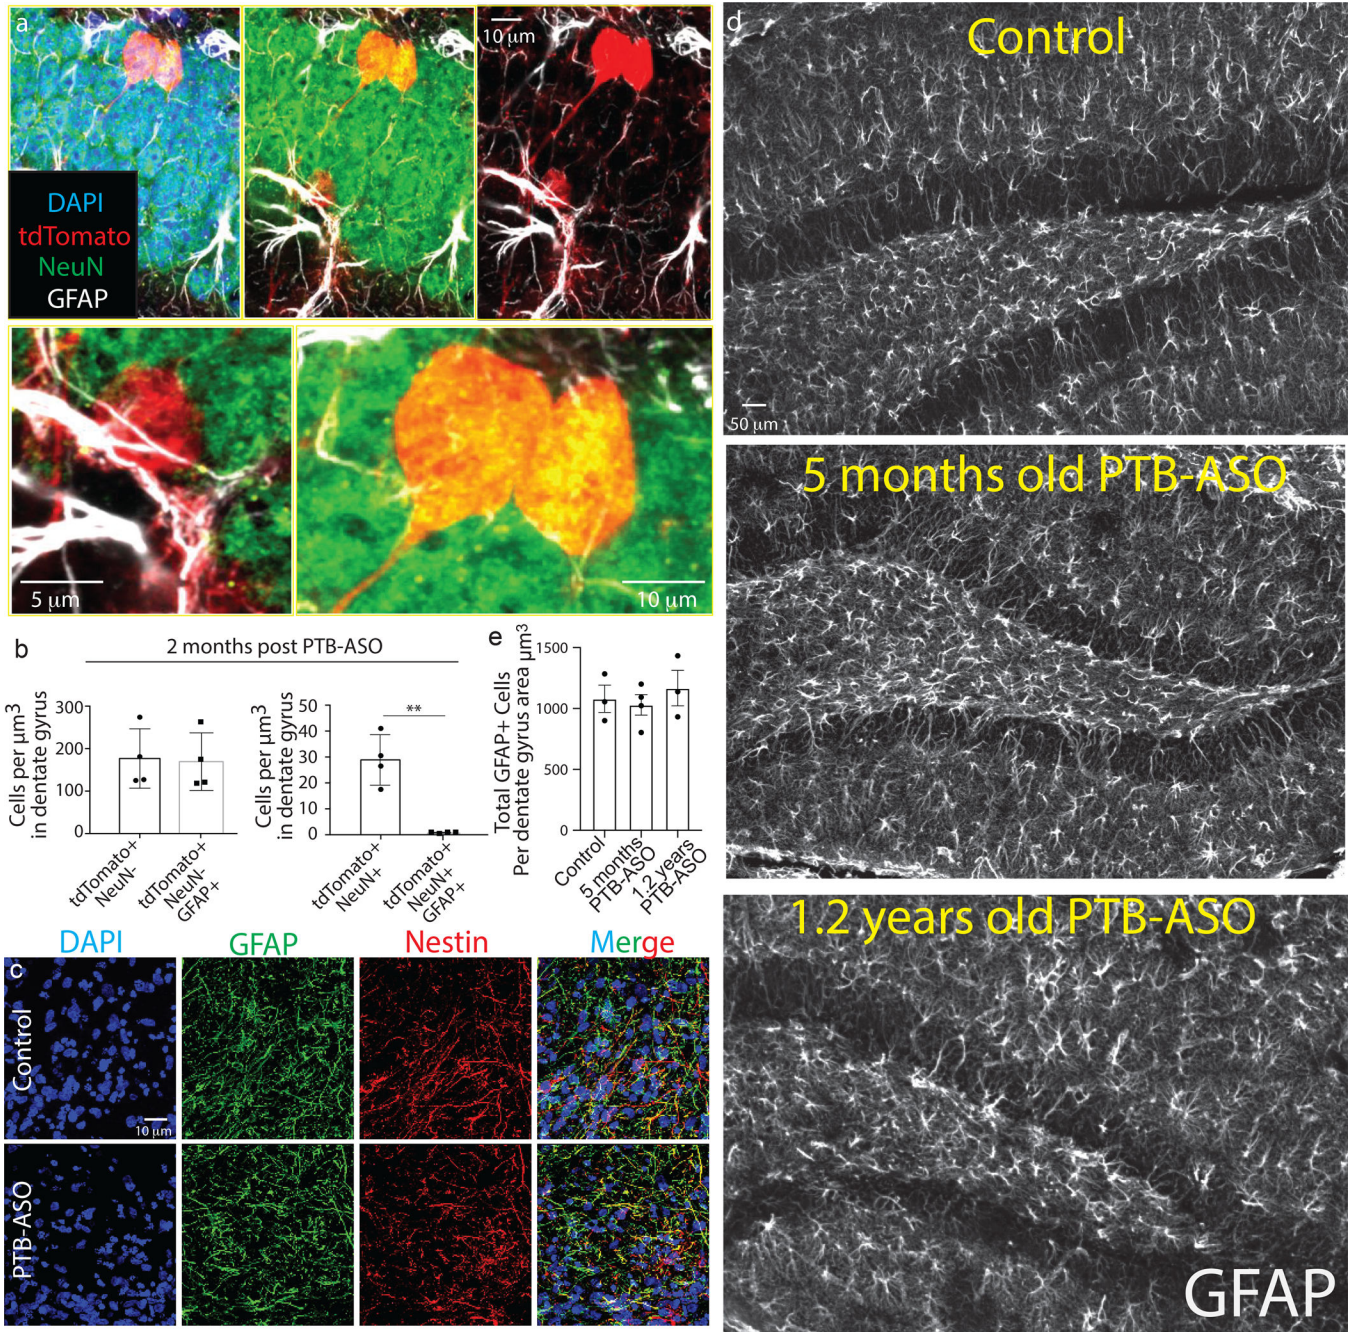 a
10 μm
DAPI
tdTomato
NeuN
GFAP
5 μm
10 μm
b
2 months post PTB-ASO
Cells per μm3
in dentate gyrus
300
200
100
0
tdTomato+
NeuN-
tdTomato+
NeuN-
GFAP+
Cells per μm3
in dentate gyrus
50
40
30
20
10
0
**
tdTomato+
NeuN+
tdTomato+
NeuN+
GFAP+
e
Total GFAP+ Cells
Per dentate gyrus area μm3
1500
1000
500
0
Control
5 months
PTB-ASO
1.2 years
PTB-ASO
DAPI
GFAP
Nestin
Merge
c
Control
10 μm
PTB-ASO
d
Control
50 μm
5 months old PTB-ASO
1.2 years old PTB-ASO
GFAP